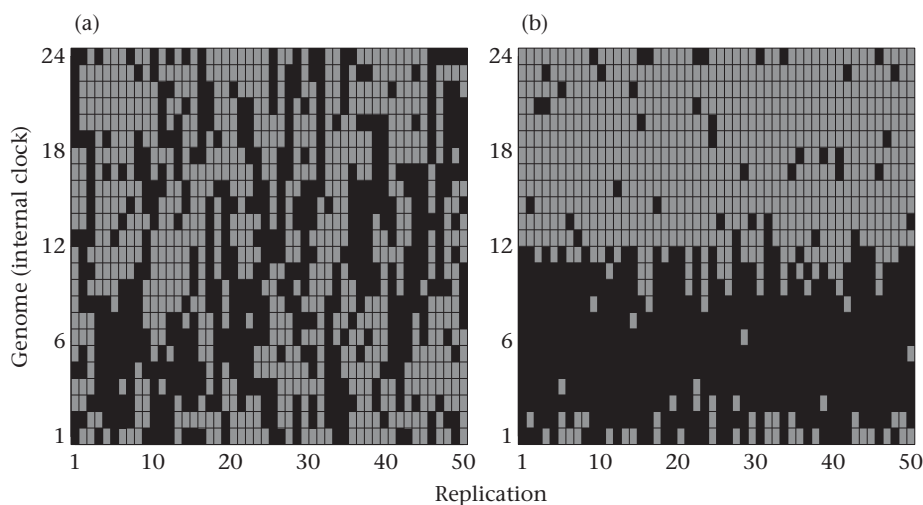 (a) (b)
24 24
18 18
12 12
6 6
1 1
1 10 20 30 40 50 1 10 20 30 40 50
Genome (internal clock)
Replication